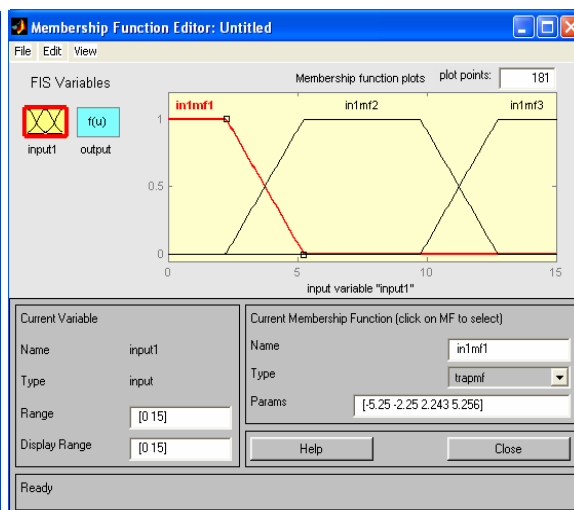 Membership Function Editor: Untitled
File Edit View
FIS Variables
Membership function plots plot points: 181
in1mf1 in1mf2 in1mf3
f(u)
input1 output
1
0.5
0
0 5 10 15
input variable "input1"
Current Variable
Name input1
Type input
Range [0 15]
Display Range [0 15]
Current Membership Function (click on MF to select)
Name in1mf1
Type trapmf
Params [-5.25 -2.25 2.243 5.256]
Help Close
Ready